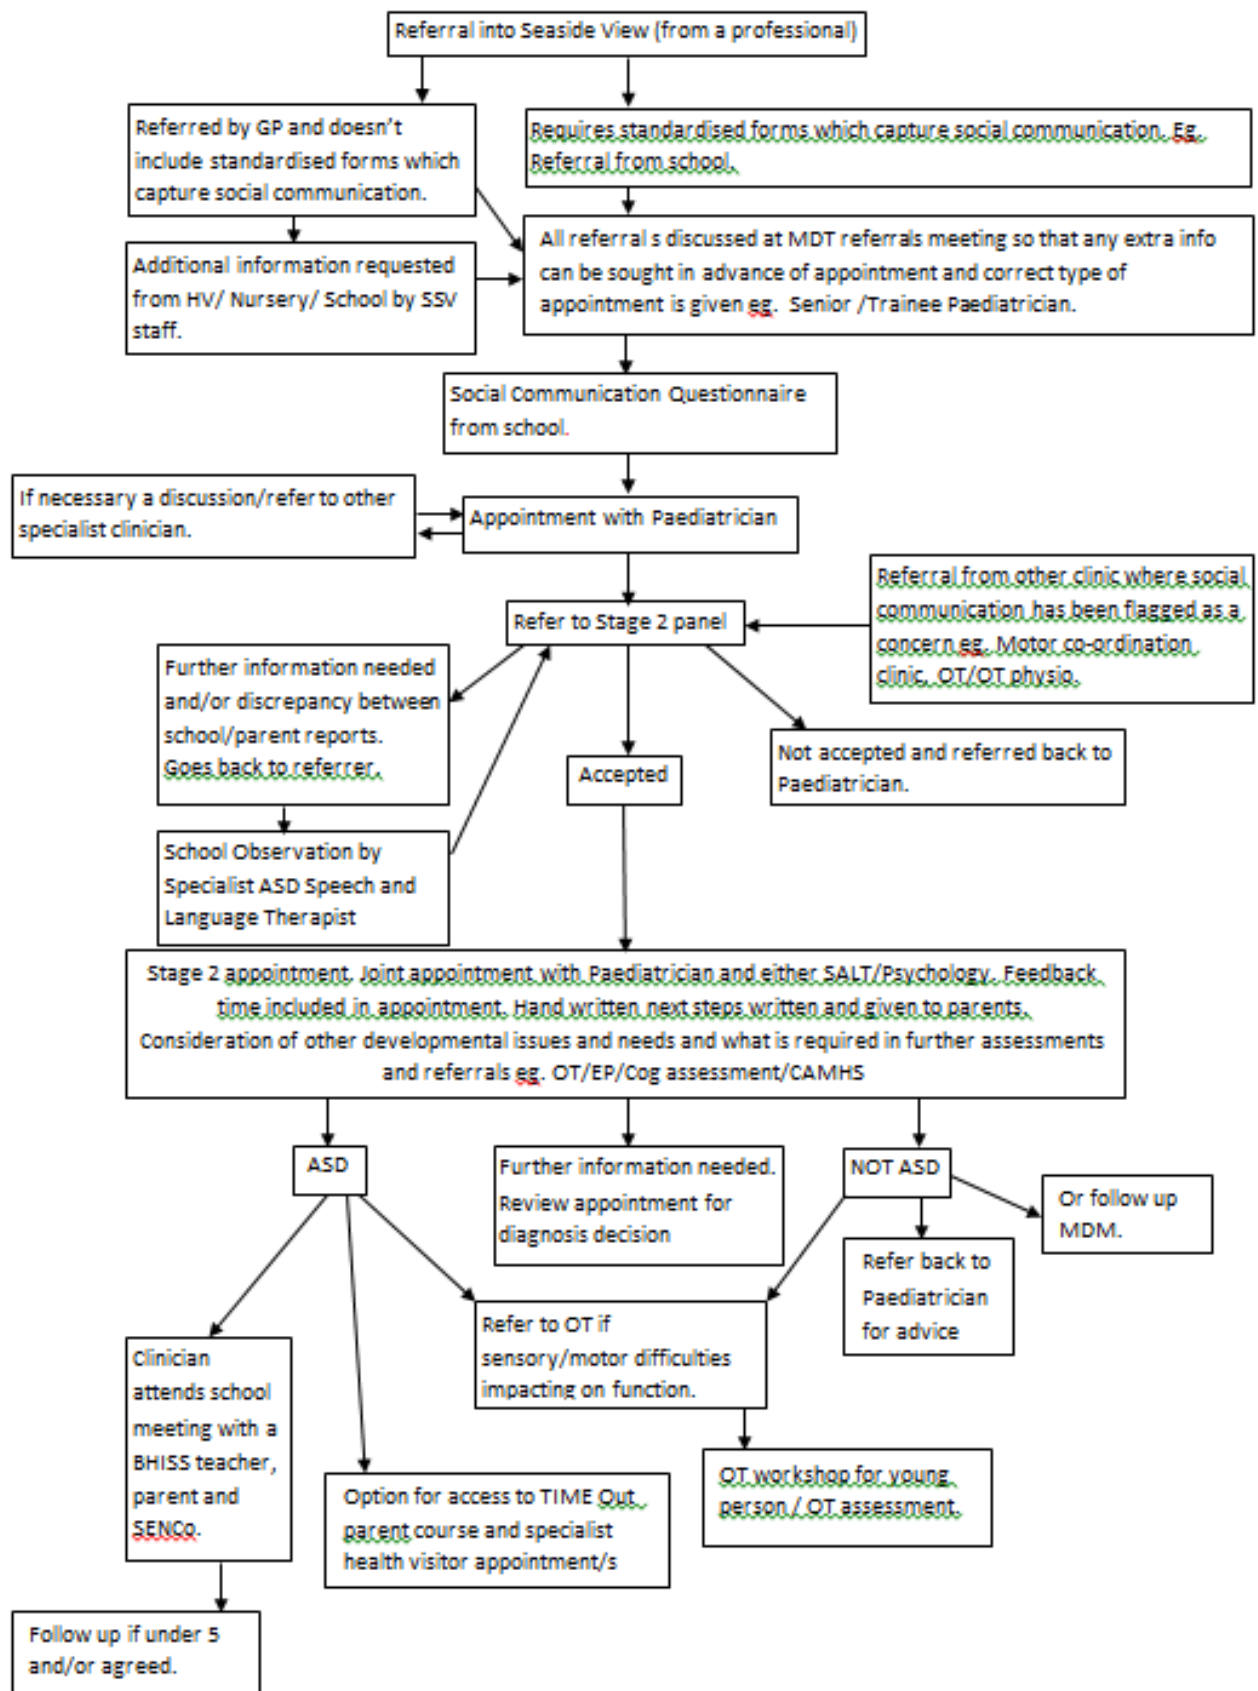 Referral into Seaside View (from a professional)
Referred by GP and doesn't
include standardised forms which
capture social communication.
Requires standardised forms which capture social communication. Eg.
Referral from school.
Additional information requested
from HV/ Nursery/ School by SSV
staff.
All referral s discussed at MDT referrals meeting so that any extra info
can be sought in advance of appointment and correct type of
appointment is given eg. Senior /Trainee Paediatrician.
Social Communication Questionnaire
from school.
If necessary a discussion/refer to other
specialist clinician.
Appointment with Paediatrician
Referral from other clinic where social
communication has been flagged as a
concern eg. Motor co-ordination
clinic, OT/OT physio.
Refer to Stage 2 panel
Further information needed
and/or discrepancy between
school/parent reports.
Goes back to referrer.
Accepted
Not accepted and referred back to
Paediatrician.
School Observation by
Specialist ASD Speech and
Language Therapist
Stage 2 appointment. Joint appointment with Paediatrician and either SALT/Psychology. Feedback
time included in appointment. Hand written next steps written and given to parents.
Consideration of other developmental issues and needs and what is required in further assessments
and referrals eg. OT/EP/Cog assessment/CAMHS
ASD
Further information needed.
Review appointment for
diagnosis decision
NOT ASD
Or follow up
MDM.
Refer back to
Paediatrician
for advice
Refer to OT if
sensory/motor difficulties
impacting on function.
Clinician
attends school
meeting with a
BHISS teacher,
parent and
SENCo.
Option for access to TIME Out
parent course and specialist
health visitor appointment/s
OT workshop for young
person / OT assessment.
Follow up if under 5
and/or agreed.